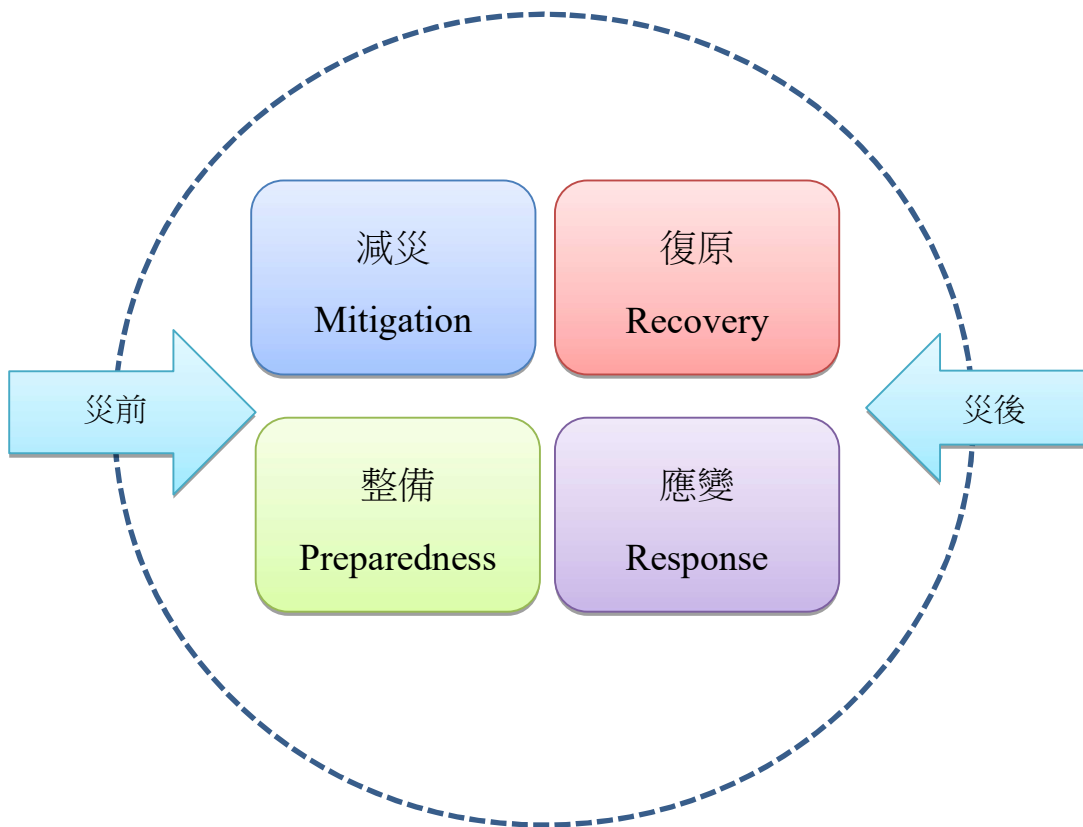 減災
Mitigation
復原
Recovery
災前
災後
整備
Preparedness
應變
Response